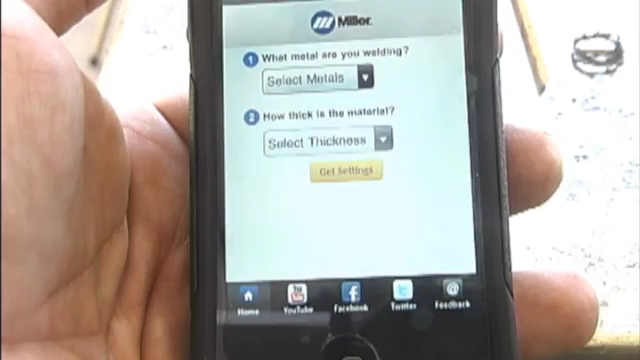 Miller.
1 What metal are you welding?
Select Metals
2 How thick is the material?
Select Thickness
Get Settings
You
Home YouTube Facebook Twitter Feedback